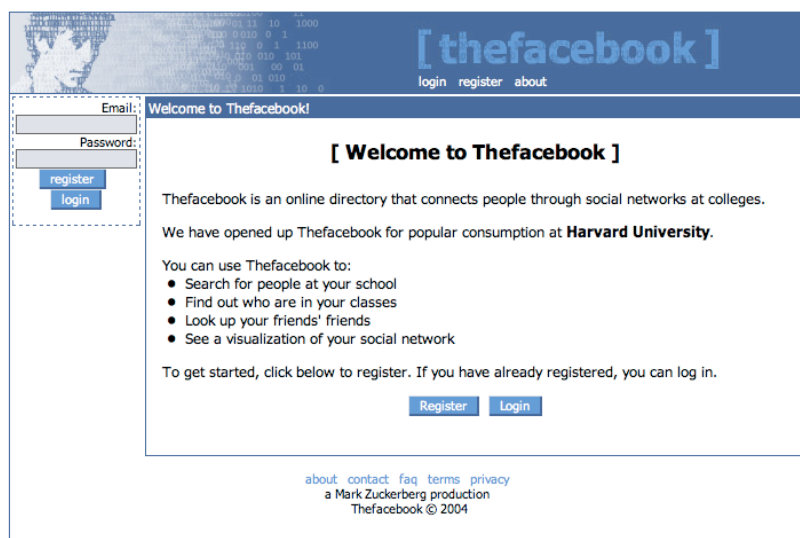 [ thefacebook ]
login register about
Email:
Password:
register
login
Welcome to Thefacebook!
[ Welcome to Thefacebook ]
Thefacebook is an online directory that connects people through social networks at colleges.
We have opened up Thefacebook for popular consumption at Harvard University.
You can use Thefacebook to:
● Search for people at your school
● Find out who are in your classes
● Look up your friends' friends
● See a visualization of your social network
To get started, click below to register. If you have already registered, you can log in.
Register Login
about contact faq terms privacy
a Mark Zuckerberg production
Thefacebook © 2004